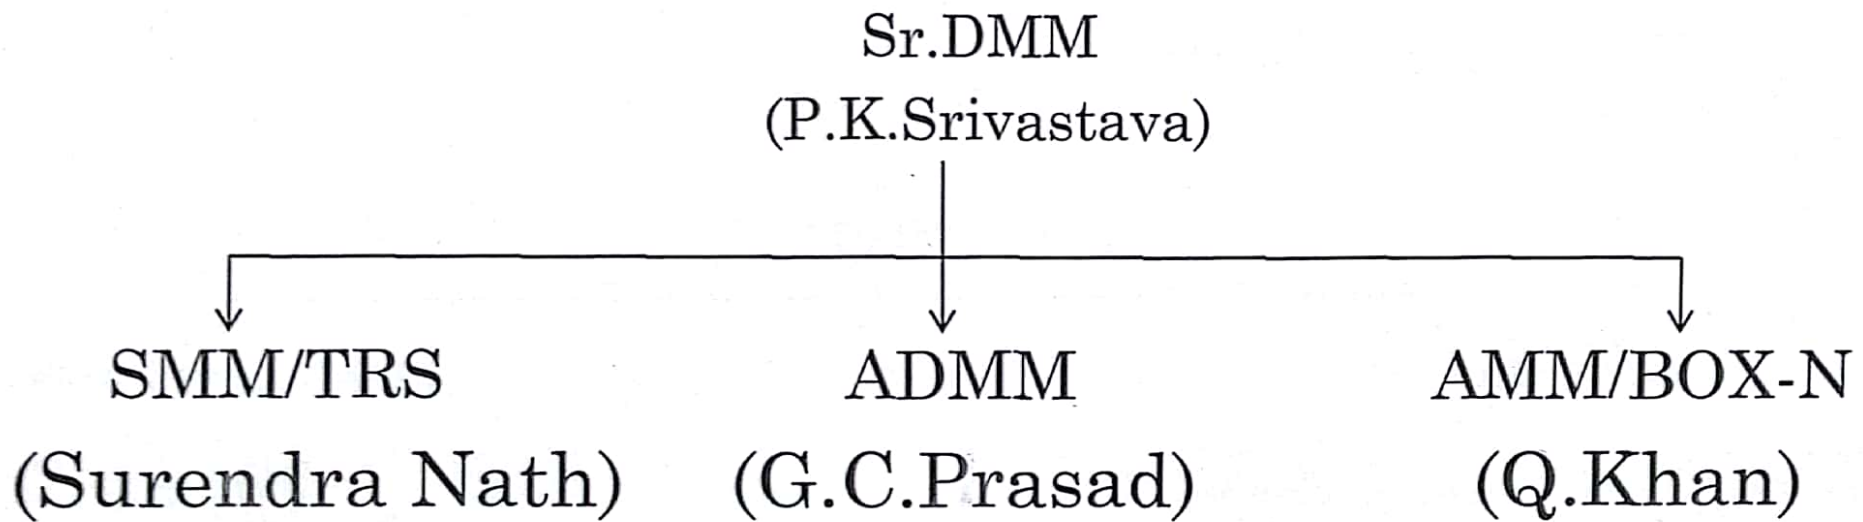 Sr.DMM
(P.K.Srivastava)
SMM/TRS
ADMM
AMM/BOX-N
(Surendra Nath)
(G.C.Prasad)
(Q.Khan)